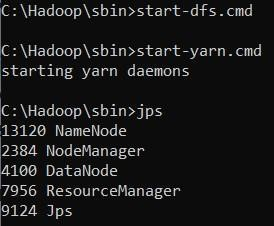 C:\Hadoop\sbin>start-dfs.cmd
C:\Hadoop\sbin>start-yarn.cmd
starting yarn daemons
C:\Hadoop\sbin>jps
13120 NameNode
2384 NodeManager
4100 DataNode
7956 ResourceManager
9124 Jps